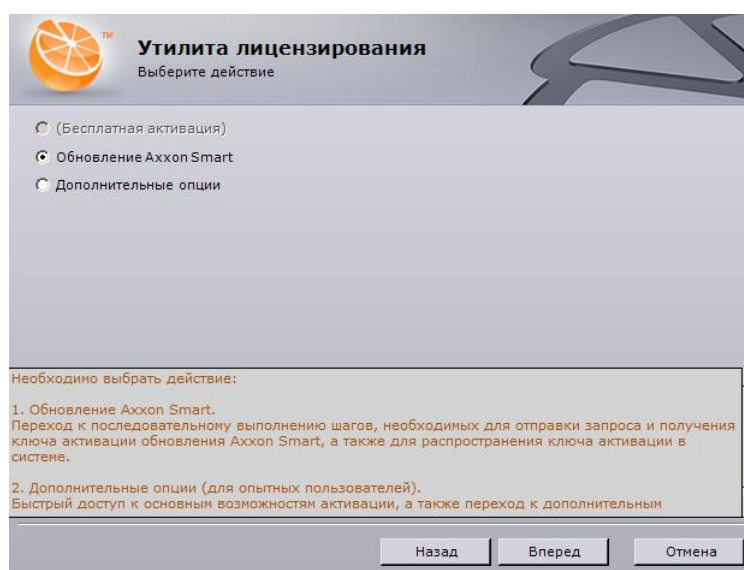 TM
Утилита лицензирования
Выберите действие
(Бесплатная активация)
Обновление Axxon Smart
Дополнительные опции
Необходимо выбрать действие:
1. Обновление Axxon Smart.
Переход к последовательному выполнению шагов, необходимых для отправки запроса и получения
ключа активации обновления Axxon Smart, а также для распространения ключа активации в
системе.
2. Дополнительные опции (для опытных пользователей).
Быстрый доступ к основным возможностям активации, а также переход к дополнительным
Назад
Вперед
Отмена